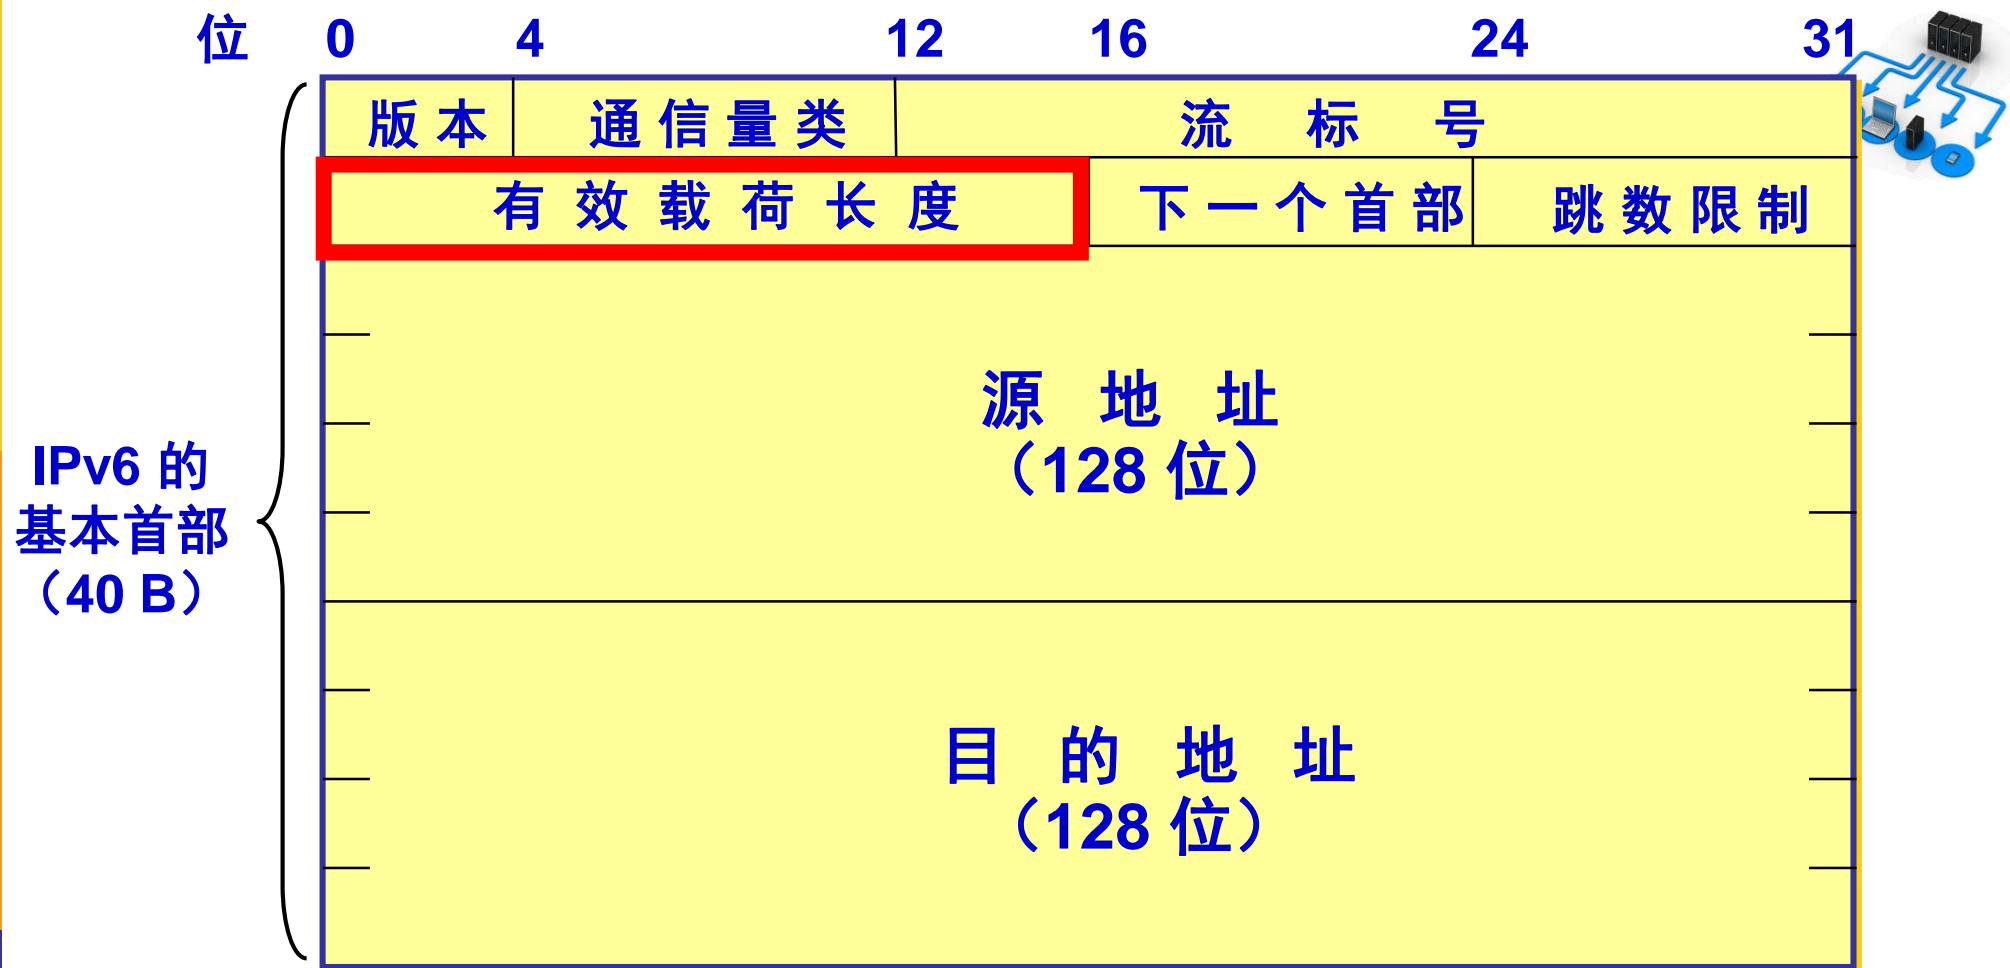 位 0 4 12 16 24 31
版本 通信量类 流标号
有效载荷长度 下一个首部 跳数限制
源地址
（128 位）
IPv6 的
基本首部
（40 B）
目的地址
（128 位）